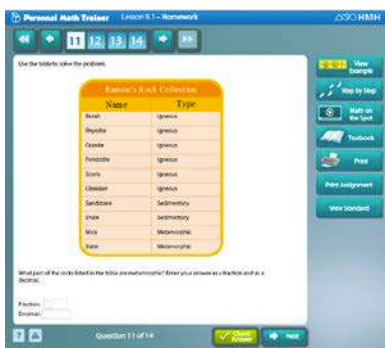 Personal Math Trainer Lesson 9.1 - Homework
HMH
11 12 13 14
Use the table to solve the problem.
View Example
Step by Step
Math on the Spot
Textbook
Print
Print Assignment
View Standard
Ramon's Rock Collection
Name Type
Basalt Igneous
Rhyolite Igneous
Granite Igneous
Peridotite Igneous
Scoria Igneous
Obsidian Igneous
Sandstone Sedimentary
Shale Sedimentary
Mica Metamorphic
Slate Metamorphic
What part of the rocks listed in the table are metamorphic? Enter your answer as a fraction and as a
decimal.
Fraction:
Decimal:
? Question 11 of 14 Check Answer Next